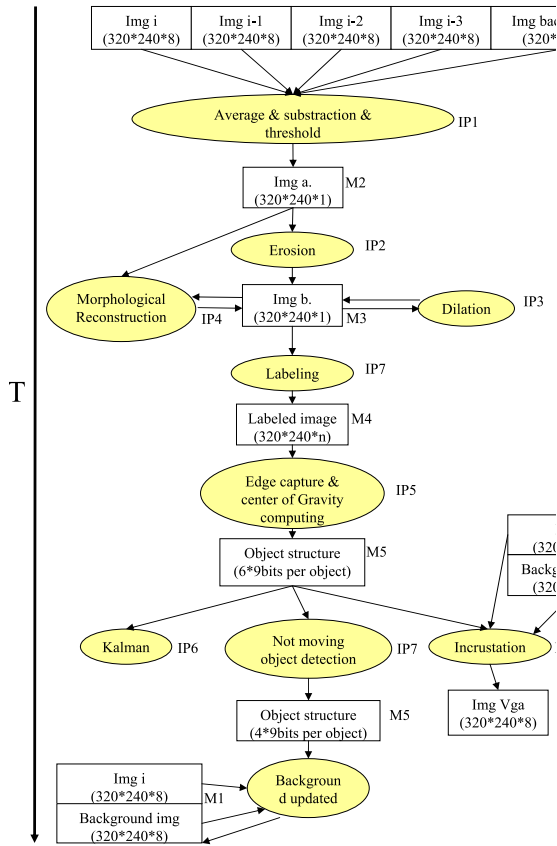 Img i
(320*240*8)
Img i-1
(320*240*8)
Img i-2
(320*240*8)
Img i-3
(320*240*8)
Img
Average & substraction &
threshold
IP1
Img a.
(320*240*1)
M2
Erosion
IP2
Morphological
Reconstruction
IP4
Img b.
(320*240*1)
M3
Dilation
IP3
Labeling
IP7
T
Labeled image
(320*240*n)
M4
Edge capture &
center of Gravity
computing
IP5
Object structure
(6*9bits per object)
M5
Kalman
IP6
Not moving
object detection
IP7
Incrustation
Img Vga
(320*240*8)
Object structure
(4*9bits per object)
M5
Img i
(320*240*8)
M1
Background img
(320*240*8)
Backgroun
d updated